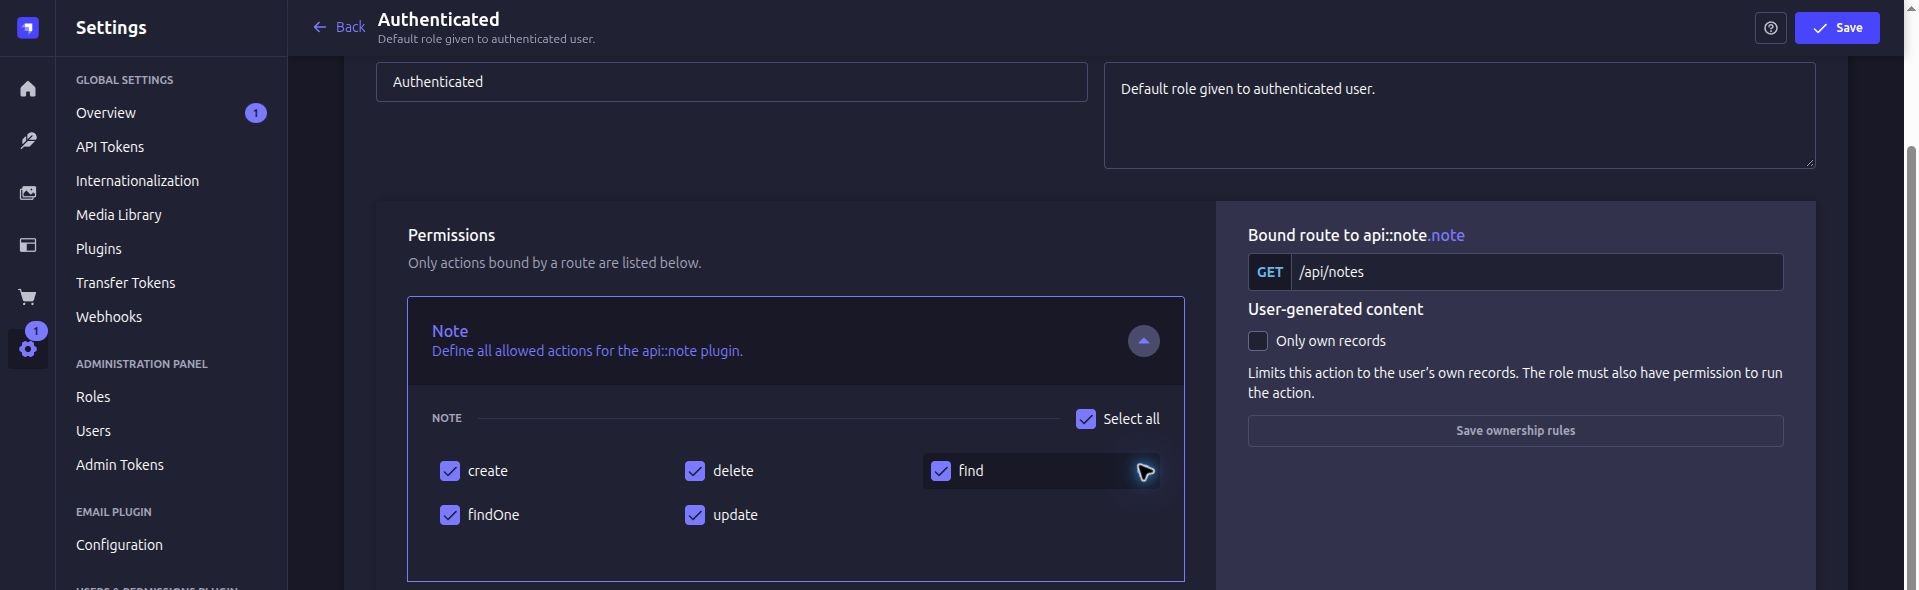 Settings
GLOBAL SETTINGS
Overview 1
API Tokens
Internationalization
Media Library
Plugins
Transfer Tokens
Webhooks
1
ADMINISTRATION PANEL
Roles
Users
Admin Tokens
EMAIL PLUGIN
Configuration
USERS & PERMISSIONS PLUGIN
Back
Authenticated
Default role given to authenticated user.
Save
Authenticated
Default role given to authenticated user.
Permissions
Only actions bound by a route are listed below.
Note
Define all allowed actions for the api::note plugin.
NOTE
Select all
create
delete
find
findOne
update
Bound route to api::note.note
GET /api/notes
User-generated content
Only own records
Limits this action to the user’s own records. The role must also have permission to run
the action.
Save ownership rules